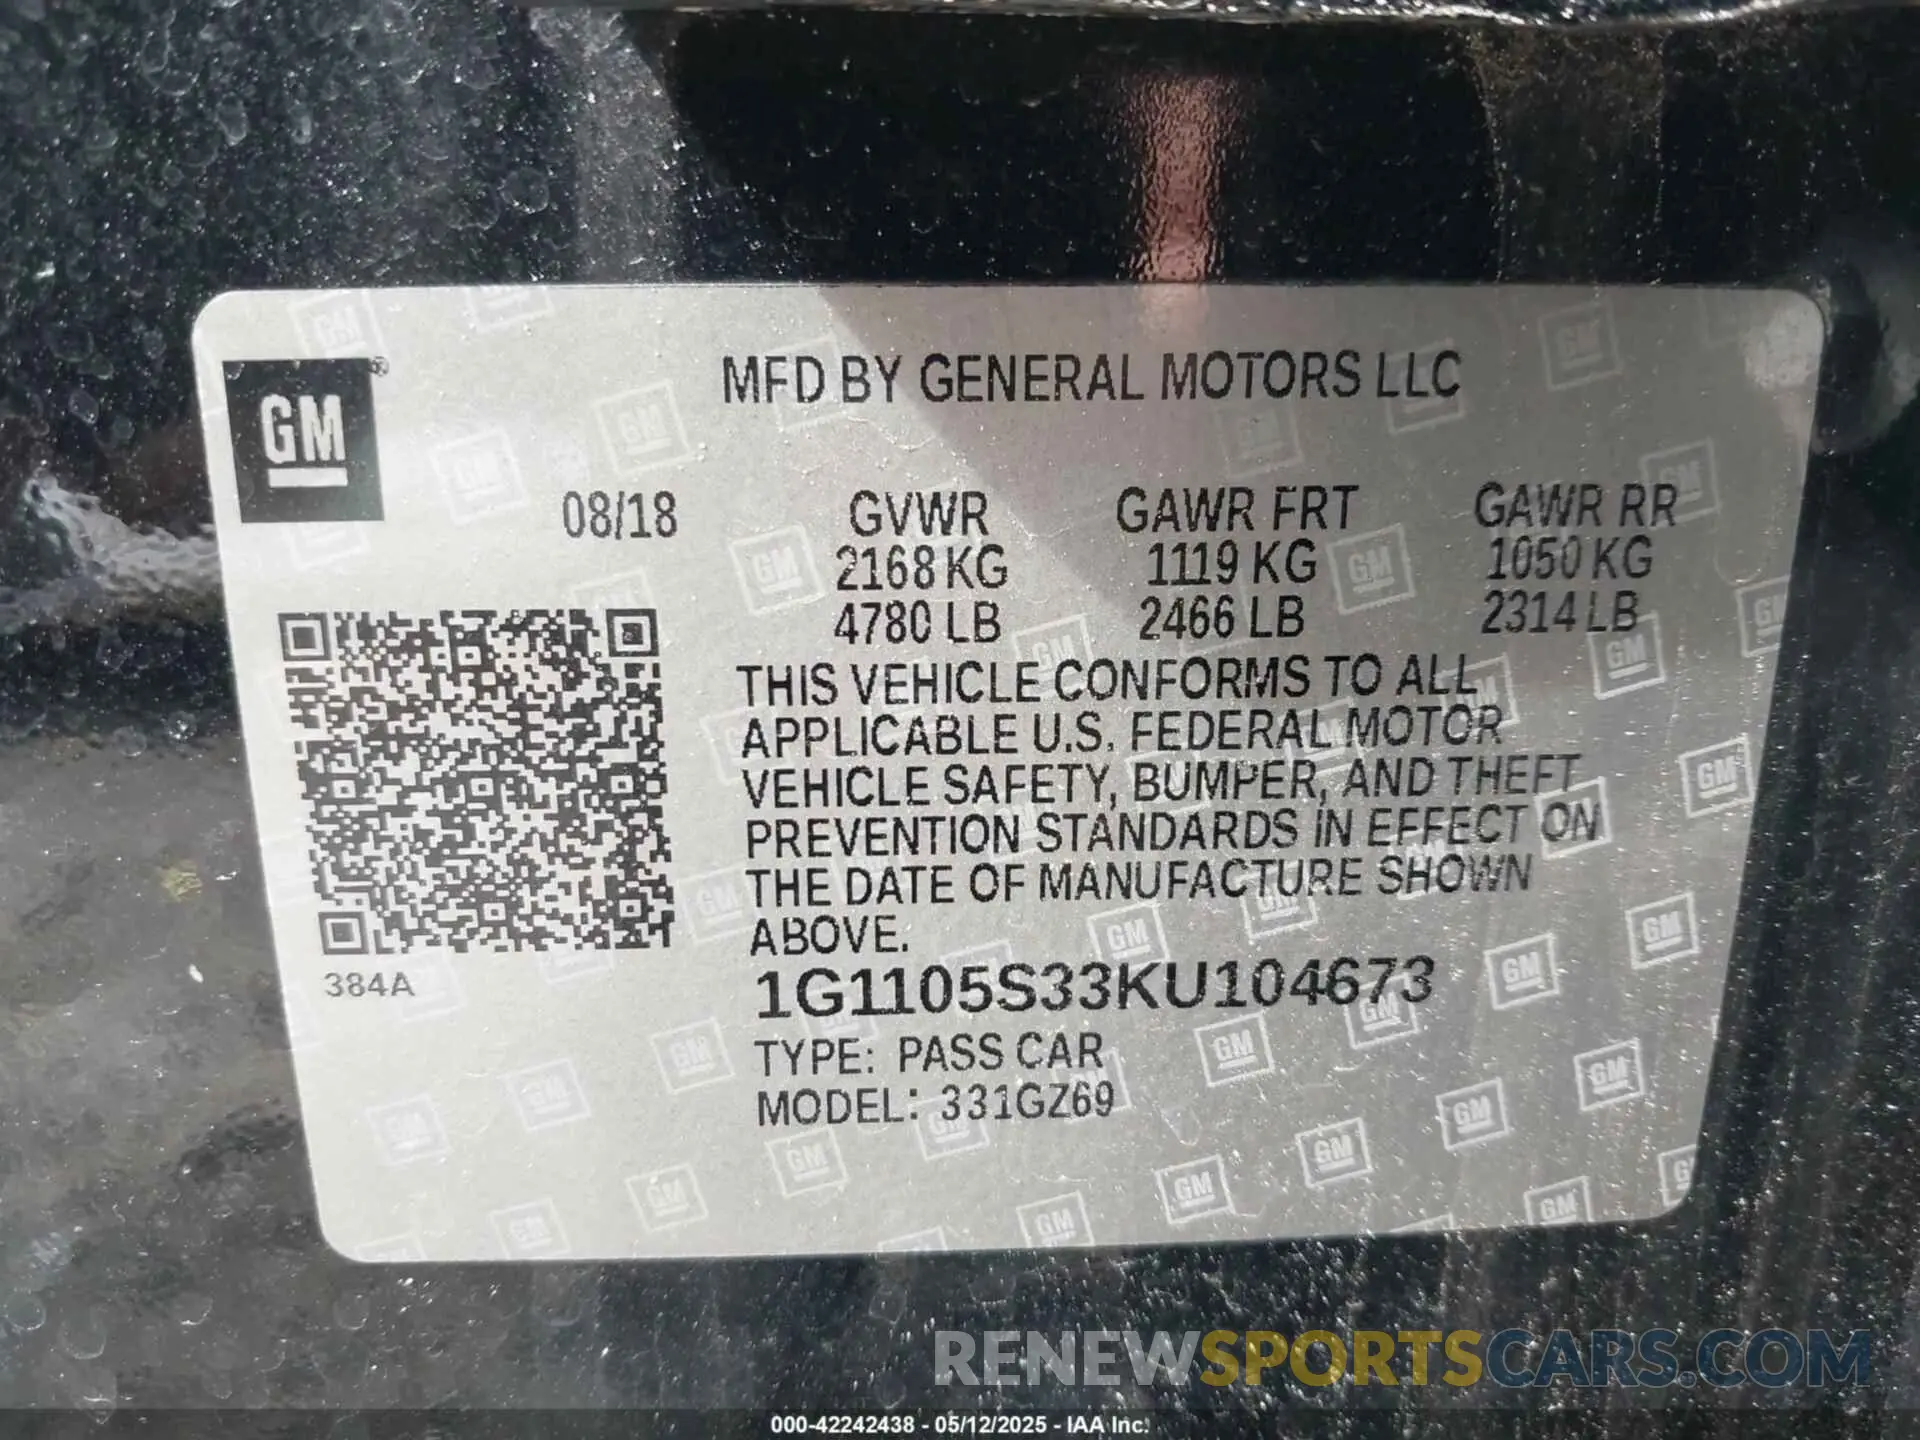 MFD BY GENERAL MOTORS LLC
GM®
08/18 GVWR GAWR FRT GAWR RR
2168 KG 1119 KG 1050 KG
4780 LB 2466 LB 2314 LB
THIS VEHICLE CONFORMS TO ALL
APPLICABLE U.S. FEDERAL MOTOR
VEHICLE SAFETY, BUMPER, AND THEFT
PREVENTION STANDARDS IN EFFECT ON
THE DATE OF MANUFACTURE SHOWN
ABOVE.
384A
1G1105S33KU104673
TYPE: PASS CAR
MODEL: 331GZ69
RENEWSPORTSCARS.COM
000-42242438 - 05/12/2025 - IAA Inc.